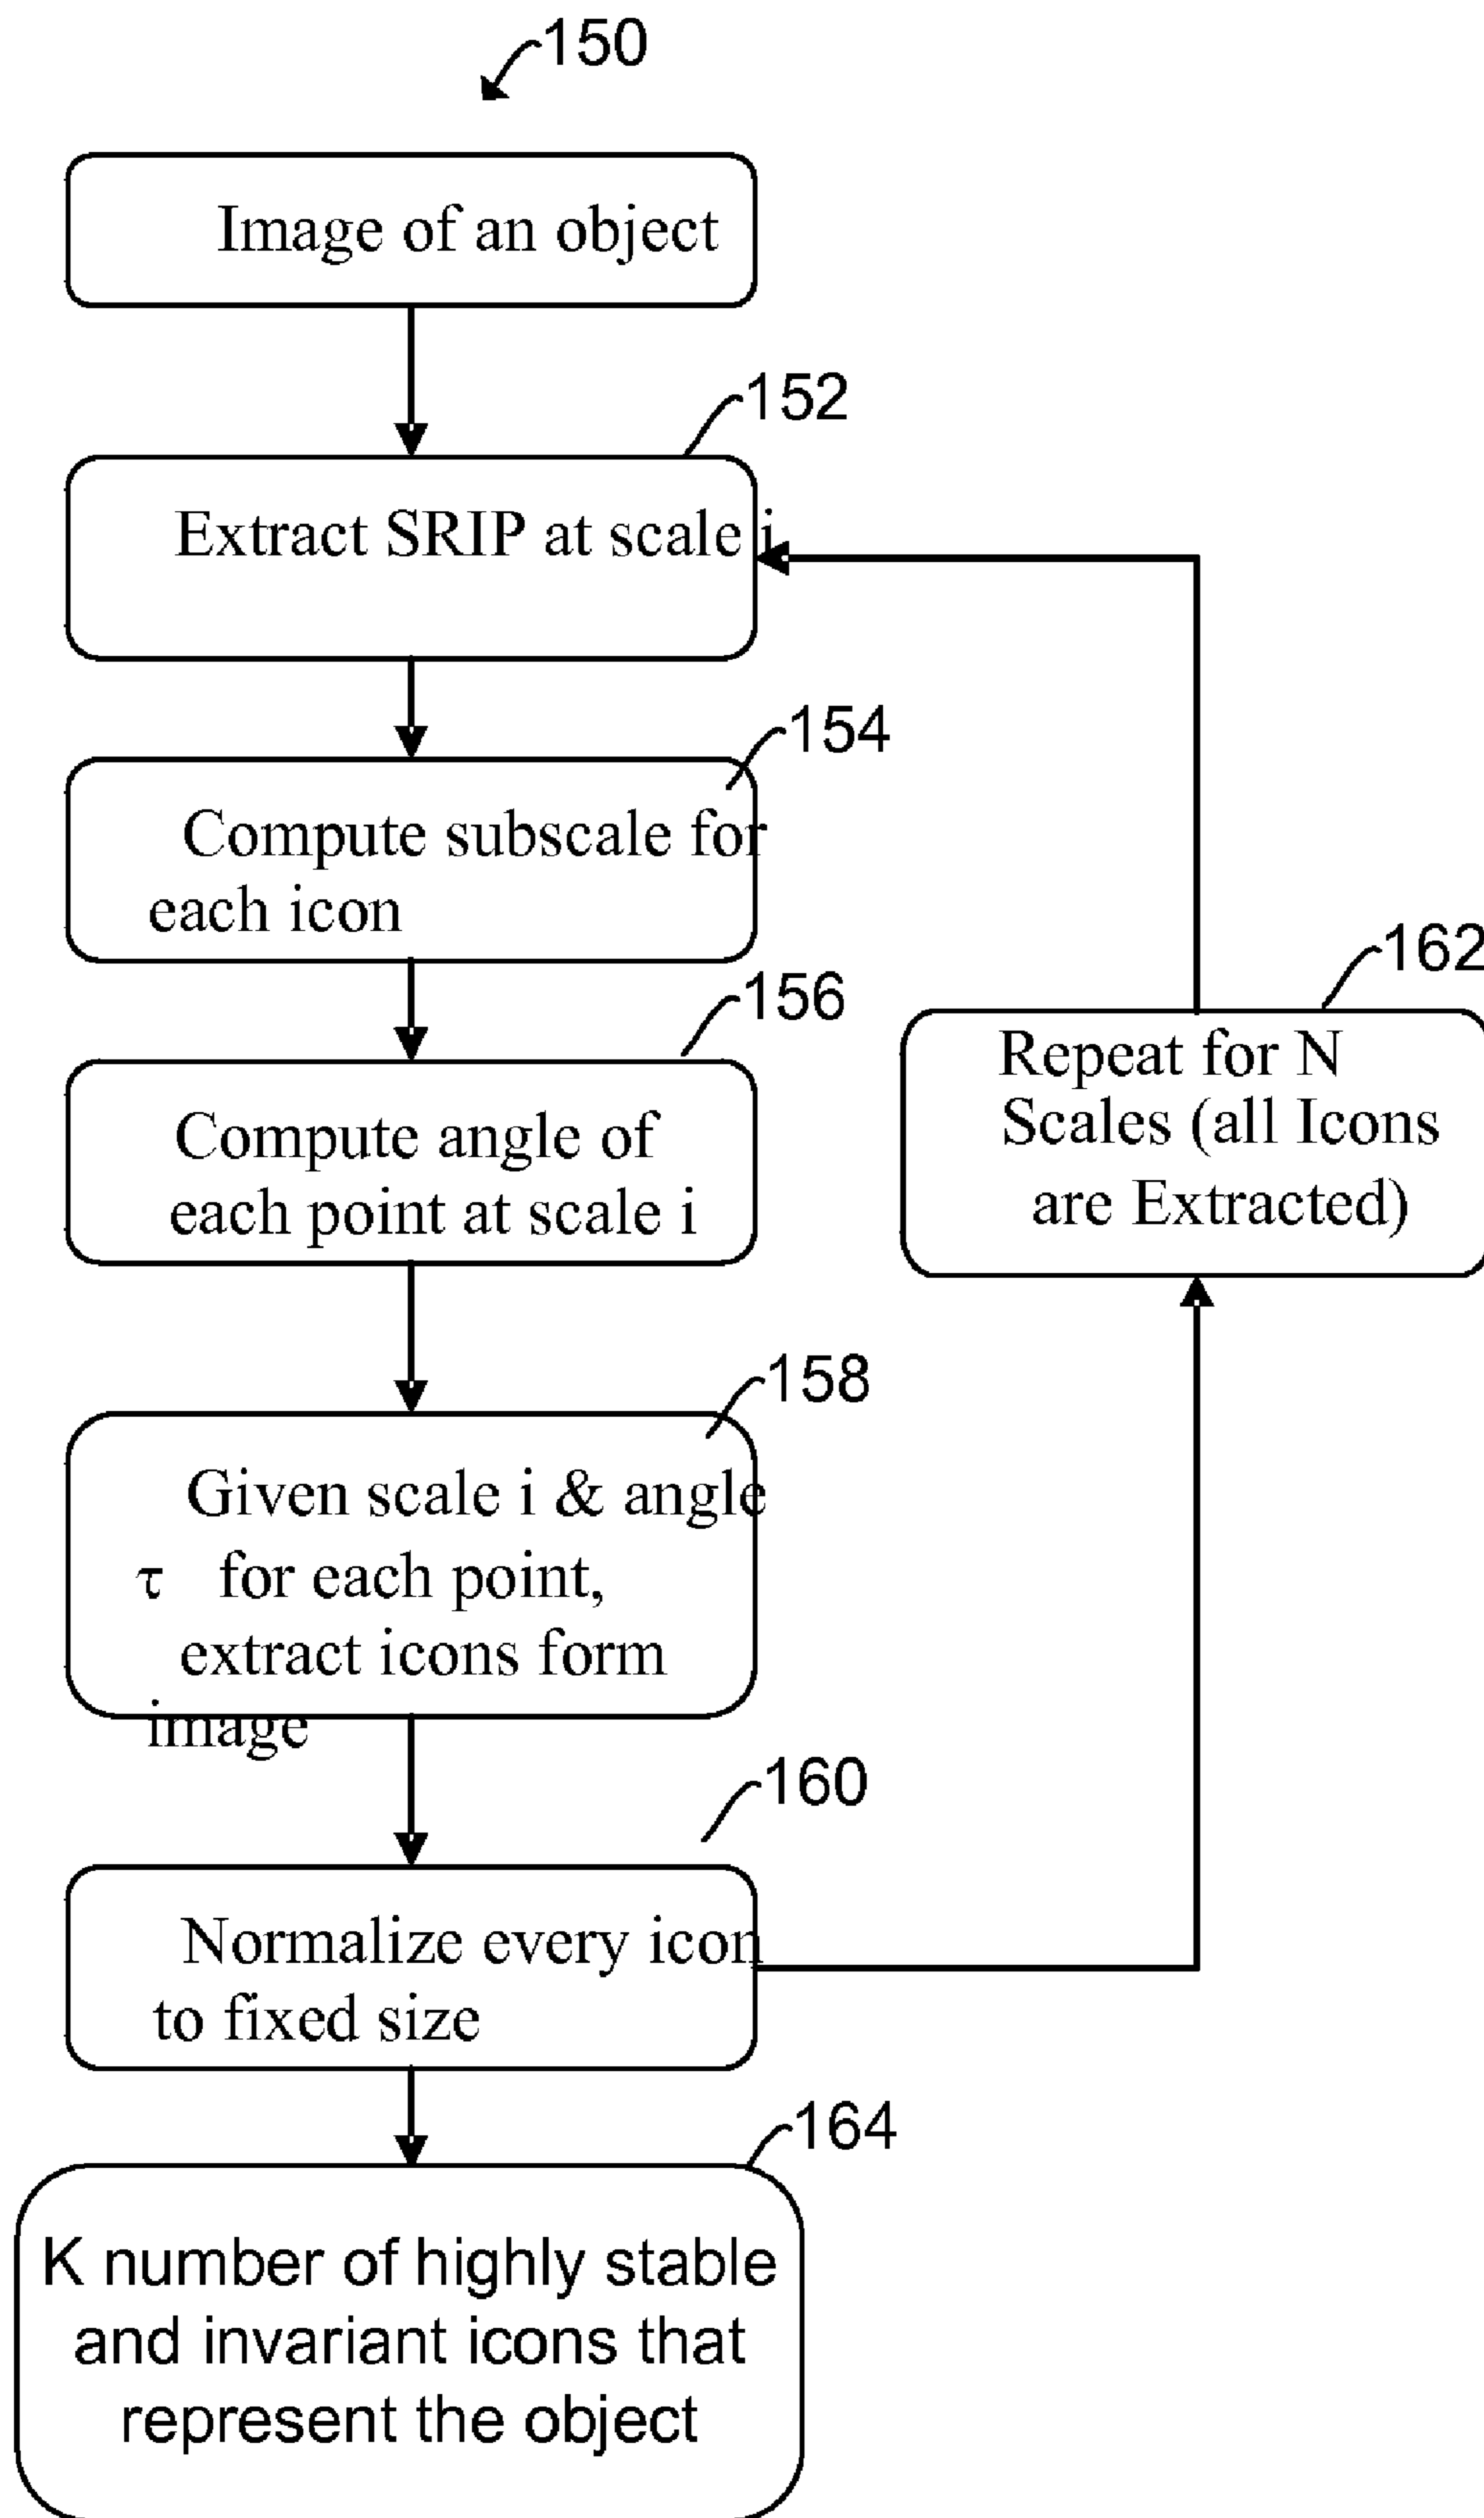 150
Image of an object
152
Extract SRIP at scale i
154
Compute subscale for
each icon
156
Compute angle of
each point at scale i
162
Repeat for N
Scales (all Icons
are Extracted)
158
Given scale i & angle
τ for each point,
extract icons form
image
160
Normalize every icon
to fixed size
164
K number of highly stable
and invariant icons that
represent the object